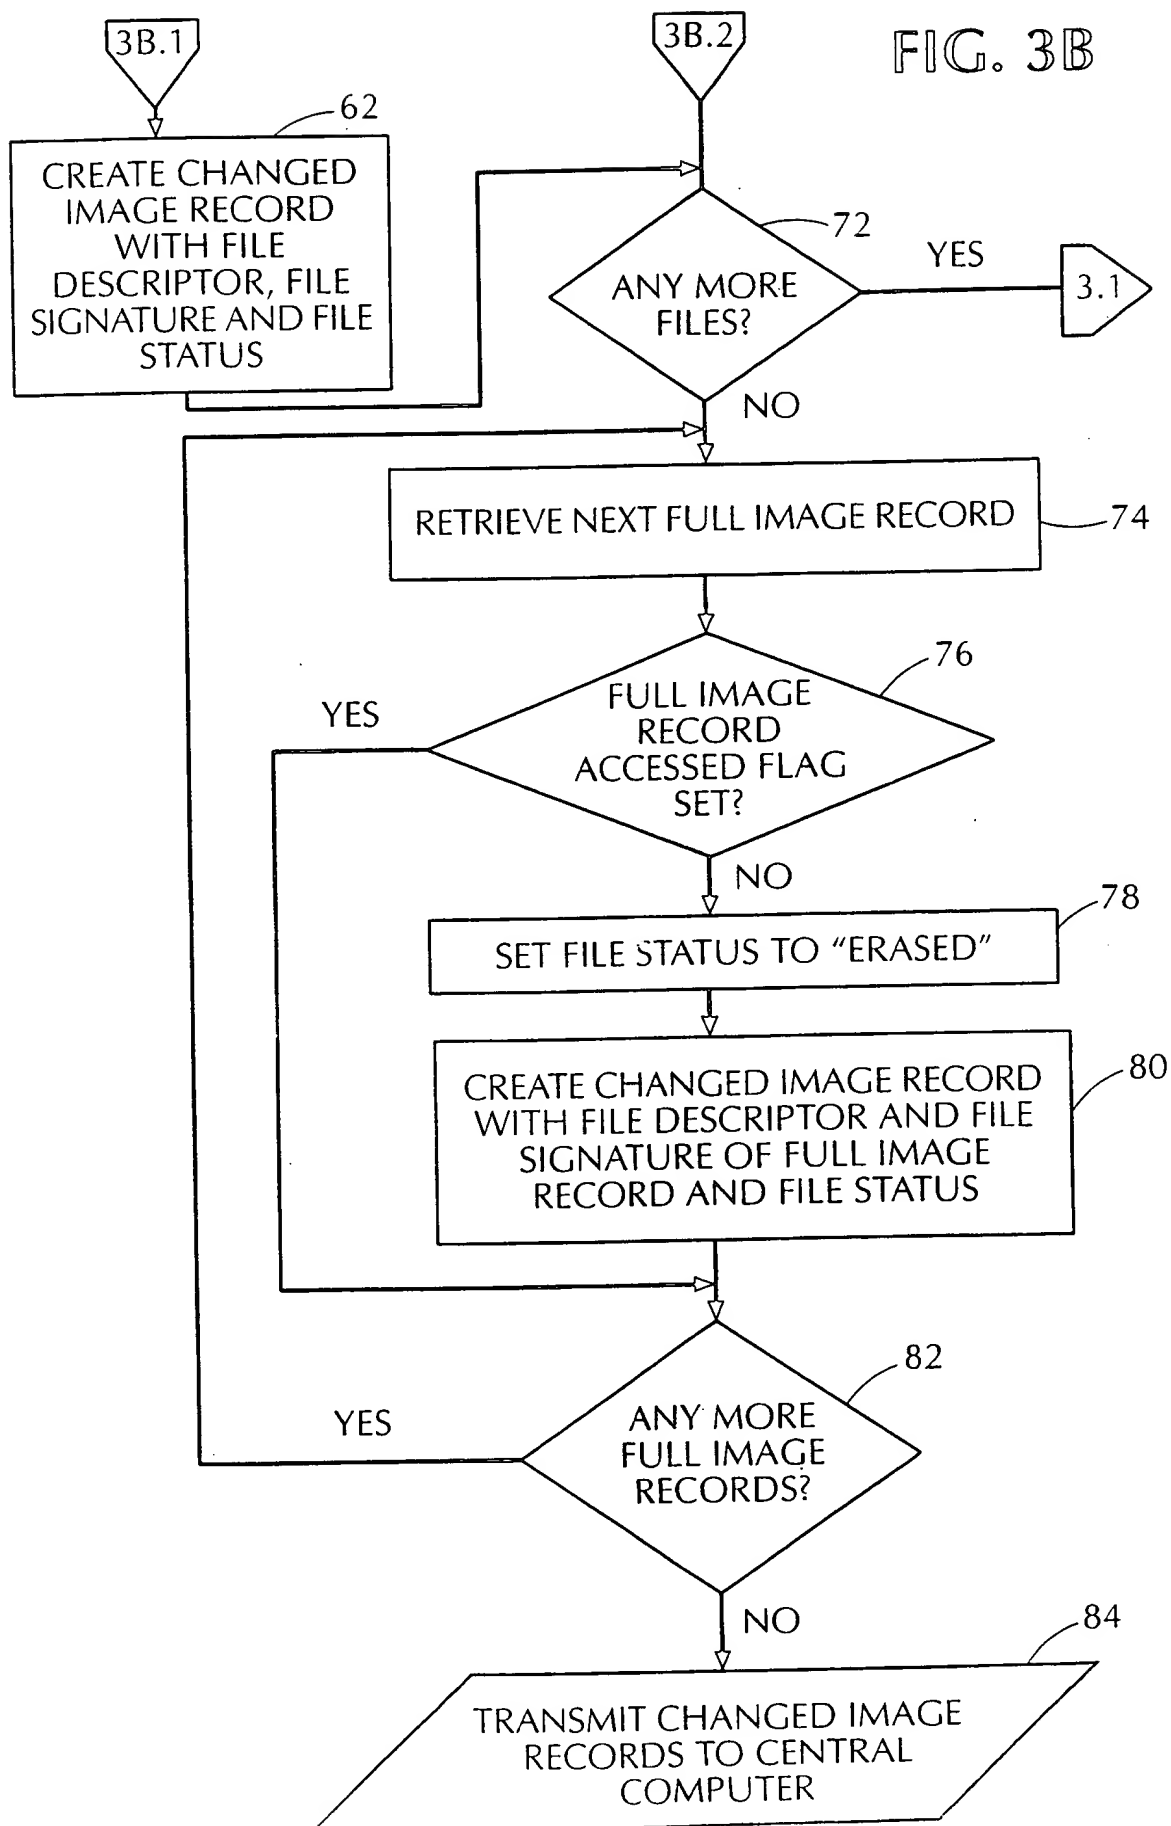 3B.1
3B.2
FIG. 3B
62
CREATE CHANGED
IMAGE RECORD
WITH FILE
DESCRIPTOR, FILE
SIGNATURE AND FILE
STATUS
72
ANY MORE
FILES?
YES
3.1
NO
RETRIEVE NEXT FULL IMAGE RECORD
74
76
FULL IMAGE
RECORD
ACCESSED FLAG
SET?
YES
NO
78
SET FILE STATUS TO “ERASED”
80
CREATE CHANGED IMAGE RECORD
WITH FILE DESCRIPTOR AND FILE
SIGNATURE OF FULL IMAGE
RECORD AND FILE STATUS
82
ANY MORE
FULL IMAGE
RECORDS?
YES
NO
84
TRANSMIT CHANGED IMAGE
RECORDS TO CENTRAL
COMPUTER